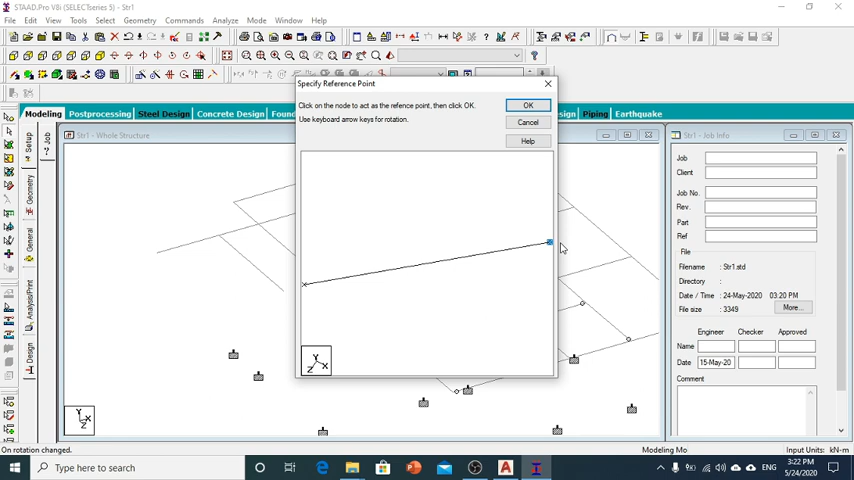 STAAD.Pro V8i (SELECTseries 5) - Str1
File Edit View Tools Select Geometry Commands Analyze Mode Window Help
Modeling Postprocessing Steel Design Concrete Design Found sign Piping Earthquake
Str1 - Whole Structure
Str1 - Job Info
Specify Reference Point
Click on the node to act as the refence point, then click OK.
Use keyboard arrow keys for rotation.
OK
Cancel
Help
Setup
Job
Geometry
General
Analysis/Print
Design
Job
Client
Job No.
Rev.
Part
Ref
File
Filename : Str1.std
Directory :
Date / Time : 24-May-2020 03:20 PM
File size : 3349
More...
Engineer Checker Approved
Name
Date 15-May-20
Comment
Y
X
Z
Y
X
Z
On rotation changed.
Modeling Mo
Input Units: kN-m
Type here to search
ENG
3:22 PM
5/24/2020